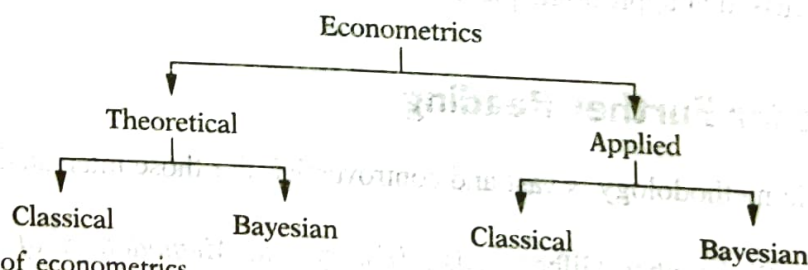 Econometrics
Theoretical
Applied
Classical
Bayesian
Classical
Bayesian
of econometrics